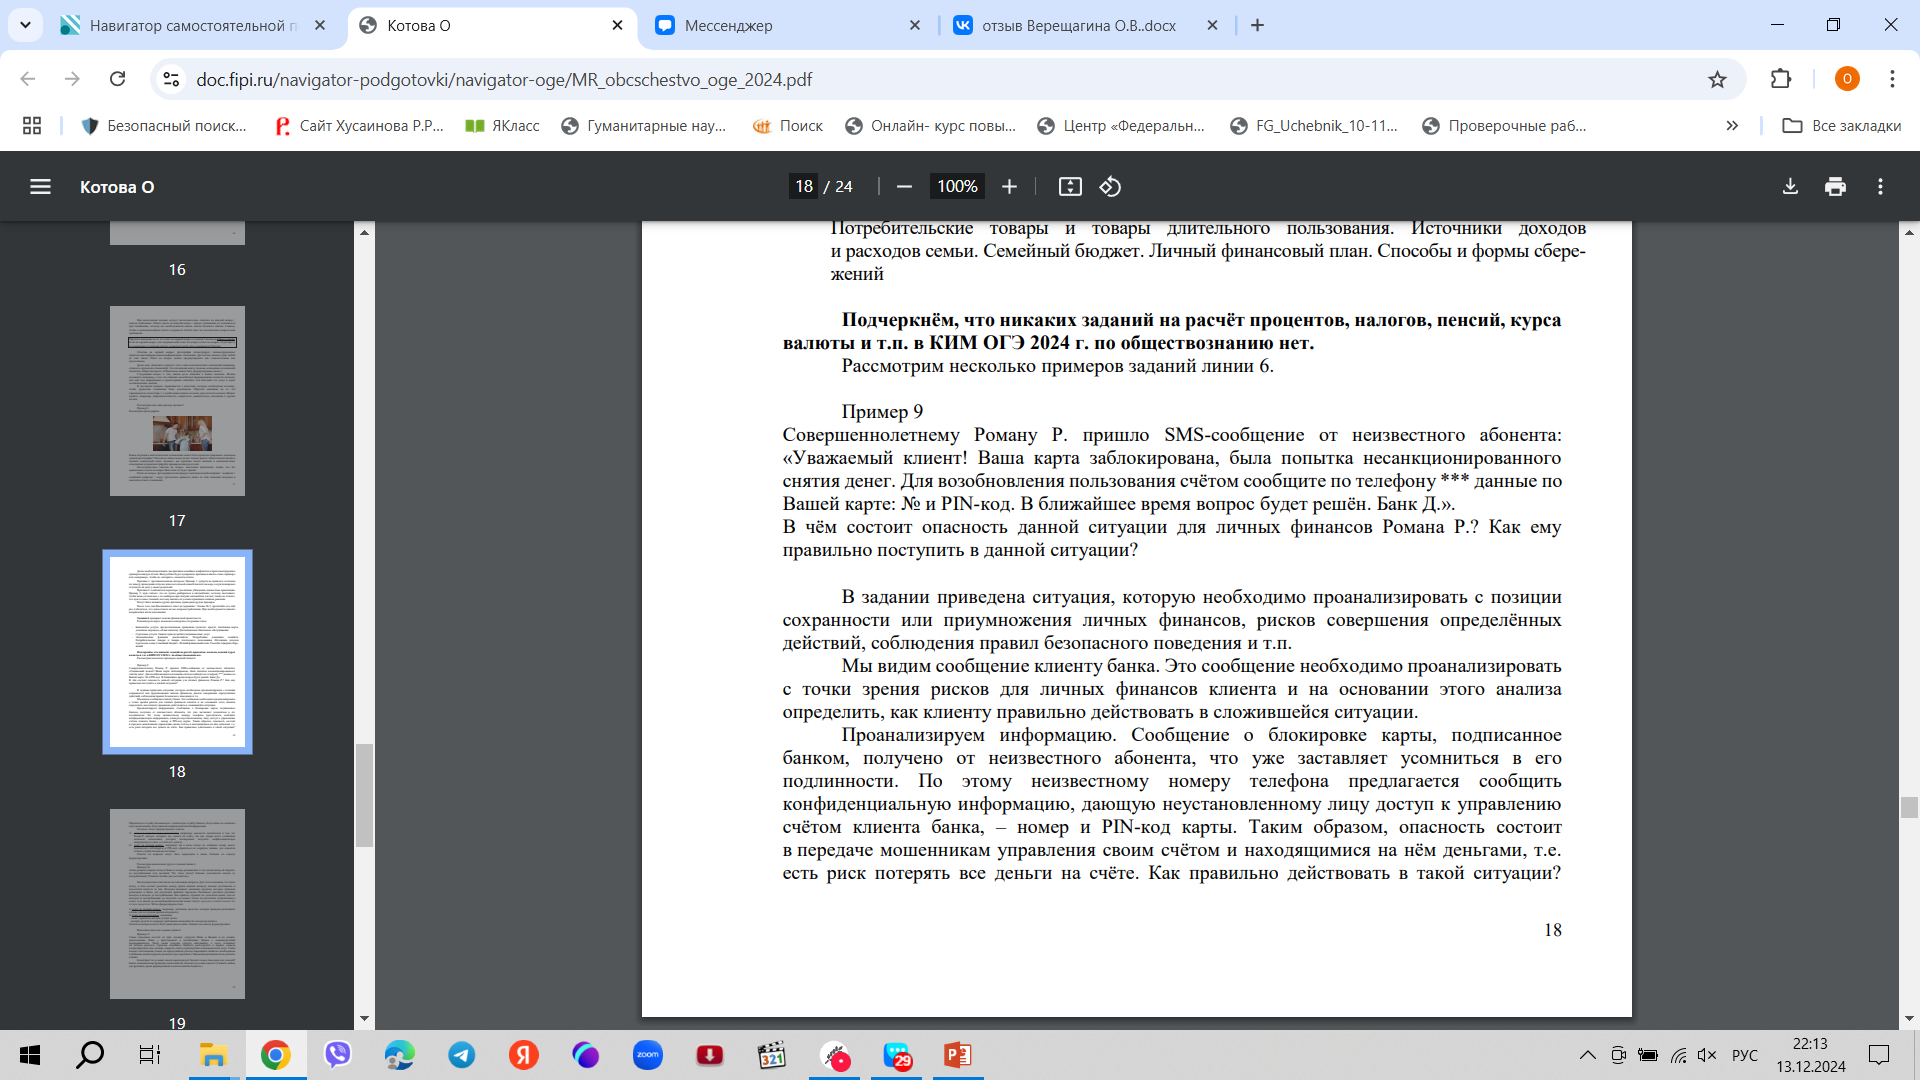 Навигатор самостоятельной п
Котова О
Мессенджер
отзыв Верещагина О.В..docx
doc.fipi.ru/navigator-podgotovki/navigator-oge/MR_obcschestvo_oge_2024.pdf
О
Безопасный поиск...
Сайт Хусаинова Р.Р...
ЯКласс
Гуманитарные нау...
Поиск
Онлайн- курс повы...
Центр «Федеральн...
FG_Uchebnik_10-11...
Проверочные раб...
Все закладки
Котова О
18 / 24
100%
16
17
18
19
Потребительские товары и товары длительного пользования. Источники доходов
и расходов семьи. Семейный бюджет. Личный финансовый план. Способы и формы сбере-
жений
Подчеркнём, что никаких заданий на расчёт процентов, налогов, пенсий, курса
валюты и т.п. в КИМ ОГЭ 2024 г. по обществознанию нет.
Рассмотрим несколько примеров заданий линии 6.
Пример 9
Совершеннолетнему Роману Р. пришло SMS-сообщение от неизвестного абонента:
«Уважаемый клиент! Ваша карта заблокирована, была попытка несанкционированного
снятия денег. Для возобновления пользования счётом сообщите по телефону *** данные по
Вашей карте: № и PIN-код. В ближайшее время вопрос будет решён. Банк Д.».
В чём состоит опасность данной ситуации для личных финансов Романа Р.? Как ему
правильно поступить в данной ситуации?
В задании приведена ситуация, которую необходимо проанализировать с позиции
сохранности или приумножения личных финансов, рисков совершения определённых
действий, соблюдения правил безопасного поведения и т.п.
Мы видим сообщение клиенту банка. Это сообщение необходимо проанализировать
с точки зрения рисков для личных финансов клиента и на основании этого анализа
определить, как клиенту правильно действовать в сложившейся ситуации.
Проанализируем информацию. Сообщение о блокировке карты, подписанное
банком, получено от неизвестного абонента, что уже заставляет усомниться в его
подлинности. По этому неизвестному номеру телефона предлагается сообщить
конфиденциальную информацию, дающую неустановленному лицу доступ к управлению
счётом клиента банка, – номер и PIN-код карты. Таким образом, опасность состоит
в передаче мошенникам управления своим счётом и находящимися на нём деньгами, т.е.
есть риск потерять все деньги на счёте. Как правильно действовать в такой ситуации?
18
zoom
321
29
РУС
22:13
13.12.2024